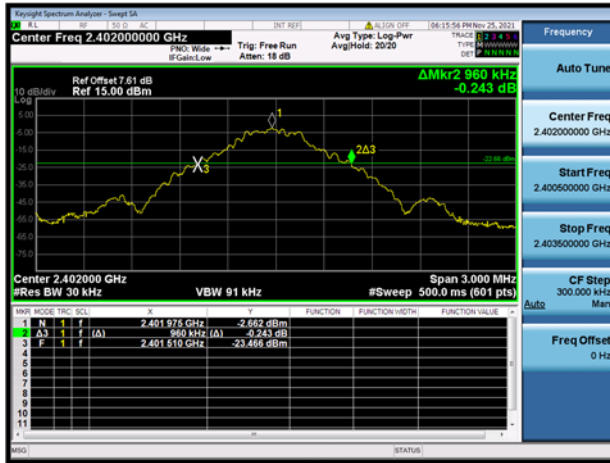 Keysight Spectrum Analyzer - Swept SA
RL RF 50 Ω AC INT REF ALIGN OFF 06:15:56 PM Nov 25, 2021
Center Freq 2.402000000 GHz
PNO: Wide
IFGain:Low
Trig: Free Run
Atten: 18 dB
Avg Type: Log-Pwr
Avg|Hold: 20/20
TRACE 1 2 3 4 5 6
TYPE M W W W W W
DET P N N N N N
Ref Offset 7.61 dB
Ref 15.00 dBm
ΔMkr2 960 kHz
-0.243 dB
10 dB/div
Log
5.00
-5.00
-15.0
-25.0
-35.0
-45.0
-55.0
-65.0
-75.0
1
2Δ3
3
-22.66 dBm
Center 2.402000 GHz
Span 3.000 MHz
#Res BW 30 kHz
VBW 91 kHz
#Sweep 500.0 ms (601 pts)
MKR MODE TRC SCL X Y FUNCTION FUNCTION WIDTH FUNCTION VALUE
1 N 1 f 2.401 975 GHz -2.662 dBm
2 Δ3 1 f (Δ) 960 kHz (Δ) -0.243 dB
3 F 1 f 2.401 510 GHz -23.466 dBm
4
5
6
7
8
9
10
11
MSG
STATUS
Frequency
Auto Tune
Center Freq
2.402000000 GHz
Start Freq
2.400500000 GHz
Stop Freq
2.403500000 GHz
CF Step
300.000 kHz
Auto Man
Freq Offset
0 Hz